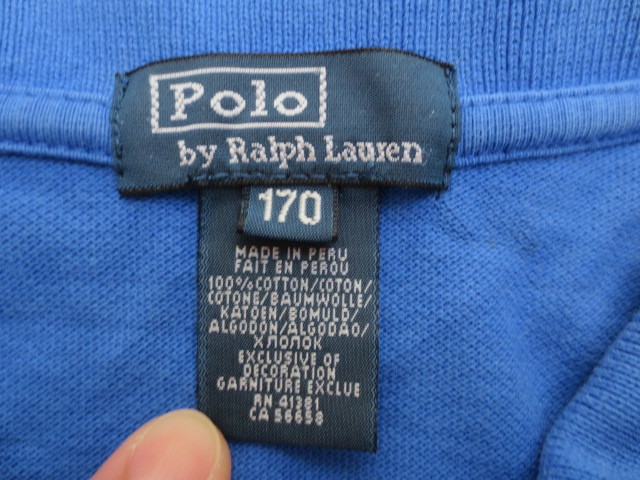 Polo
by Ralph Lauren
170
MADE IN PERU
FAIT EN PEROU
100% COTTON/COTON/
COTONE/BAUMWOLLE/
KATOEN/BOMULD/
ALGODON/ALGODAO/
ХЛОПОК
EXCLUSIVE OF
DECORATION
GARNITURE EXCLUE
RN 41381
CA 56658